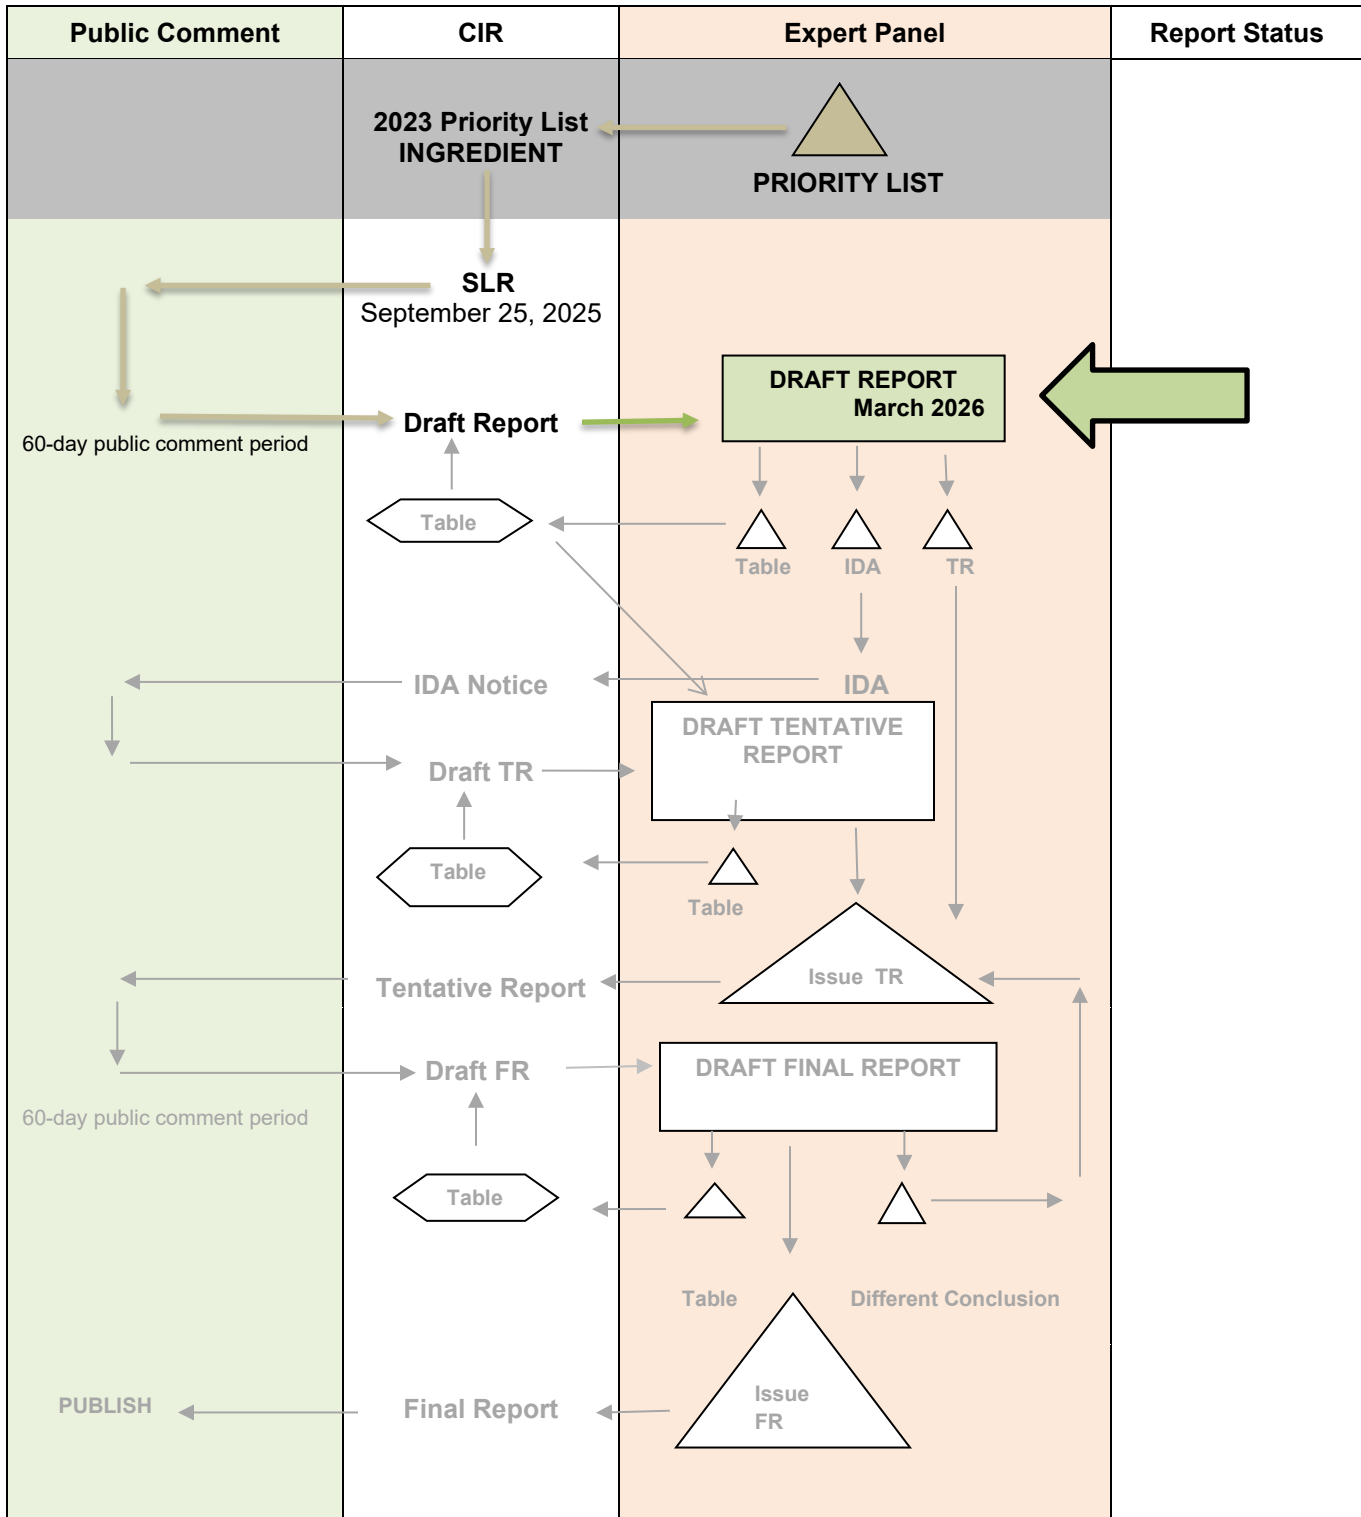 Public Comment
CIR
Expert Panel
Report Status
2023 Priority List
INGREDIENT
PRIORITY LIST
SLR
September 25, 2025
DRAFT REPORT
March 2026
60-day public comment period
Draft Report
Table
Table
IDA
TR
IDA Notice
IDA
DRAFT TENTATIVE
REPORT
Draft TR
Table
Table
Tentative Report
Issue TR
Draft FR
DRAFT FINAL REPORT
60-day public comment period
Table
Table
Different Conclusion
PUBLISH
Final Report
Issue
FR